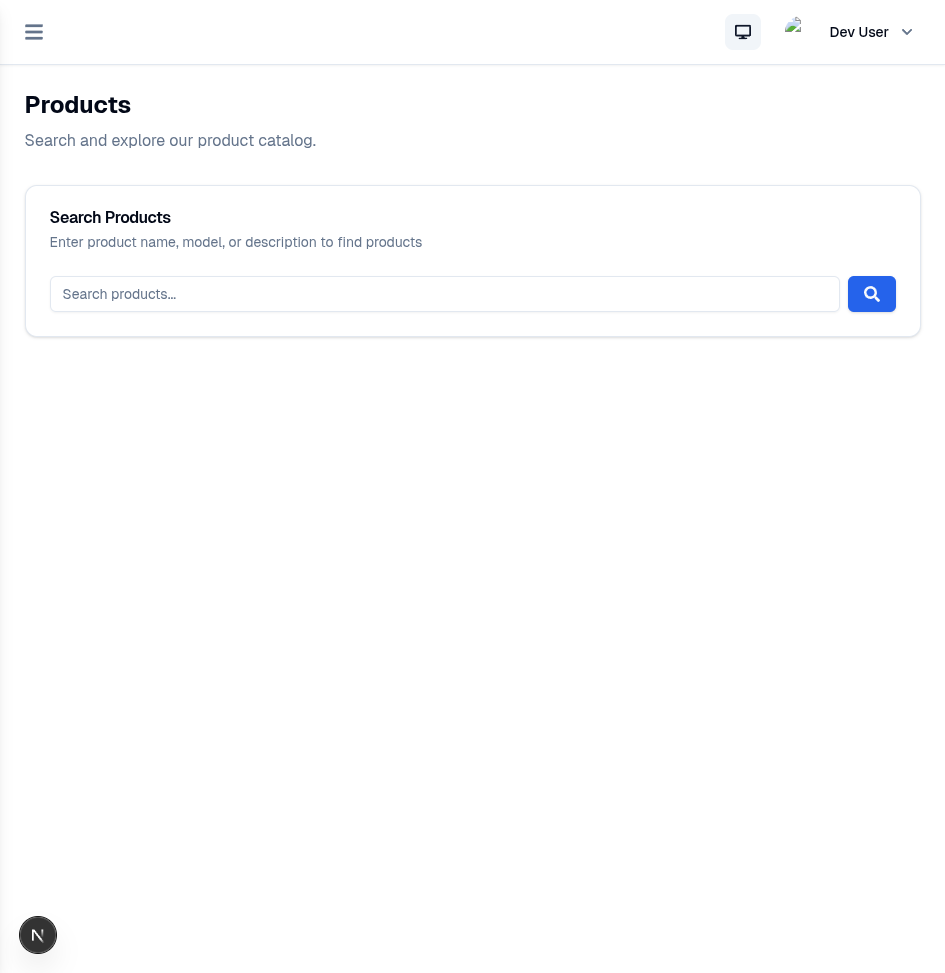 Dev User
Products
Search and explore our product catalog.
Search Products
Enter product name, model, or description to find products
Search products...
N